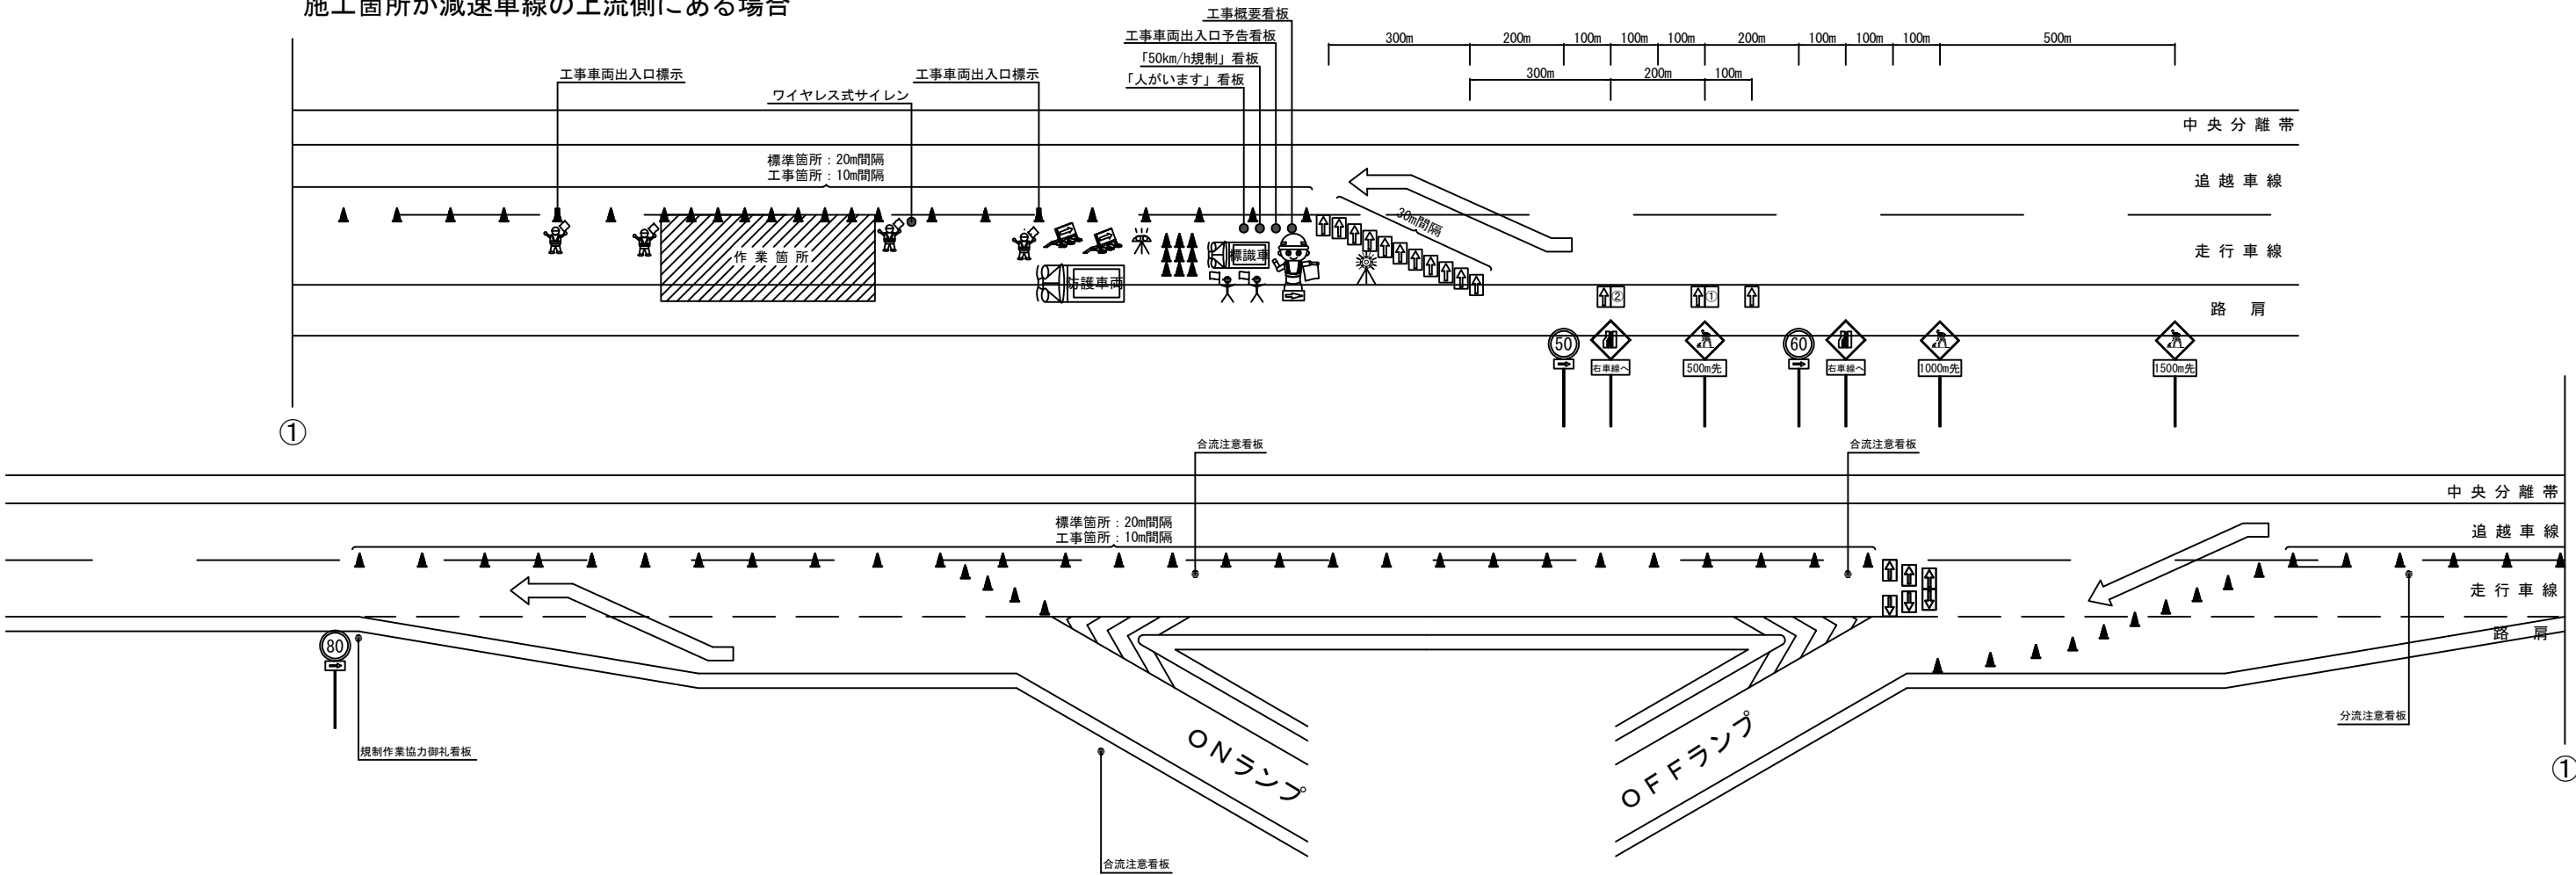 施工箇所が減速車線の上流側にある場合
工事概要看板
工事車両出入口予告看板
「50km/h規制」看板
「人がいます」看板
工事車両出入口標示
ワイヤレス式サイレン
工事車両出入口標示
300m
200m
100m
100m
100m
200m
100m
100m
100m
500m
300m
200m
100m
中央分離帯
標準箇所：20m間隔
工事箇所：10m間隔
追越車線
30m間隔
走行車線
作業箇所
標識車
防護車両
路肩
②
①
50
右車線へ
500m先
60
右車線へ
1000m先
1500m先
①
合流注意看板
合流注意看板
中央分離帯
標準箇所：20m間隔
工事箇所：10m間隔
追越車線
走行車線
路肩
80
規制作業協力御礼看板
ONランプ
OFFランプ
分流注意看板
①
合流注意看板